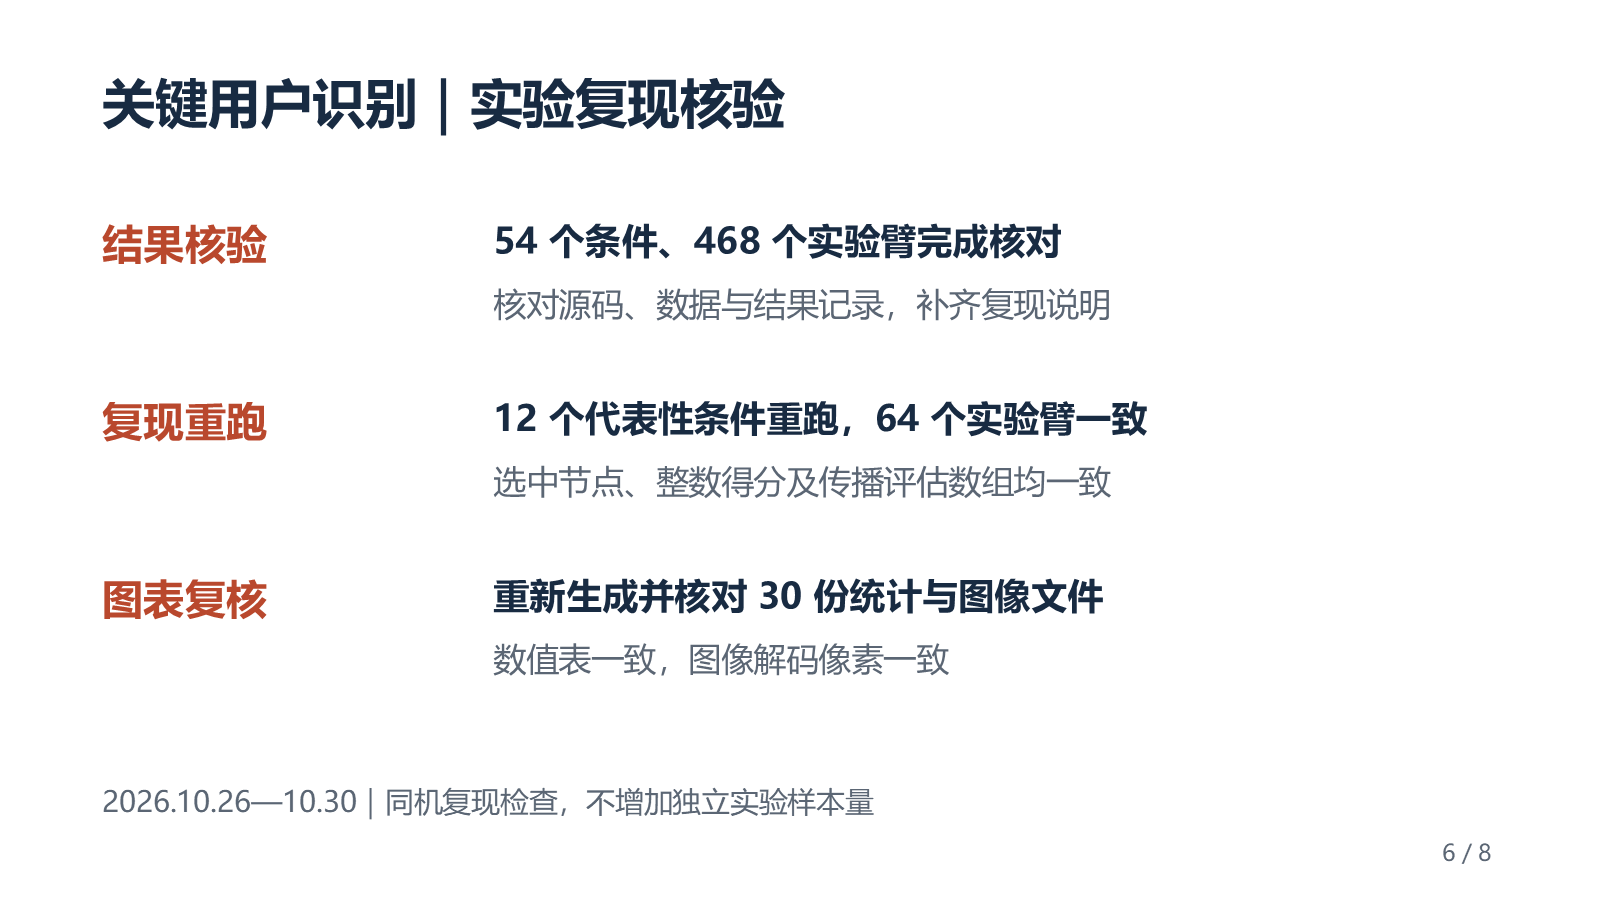 关键用户识别｜实验复现核验
结果核验
54 个条件、468 个实验臂完成核对
核对源码、数据与结果记录，补齐复现说明
复现重跑
12 个代表性条件重跑，64 个实验臂一致
选中节点、整数得分及传播评估数组均一致
图表复核
重新生成并核对 30 份统计与图像文件
数值表一致，图像解码像素一致
2026.10.26—10.30｜同机复现检查，不增加独立实验样本量
6 / 8